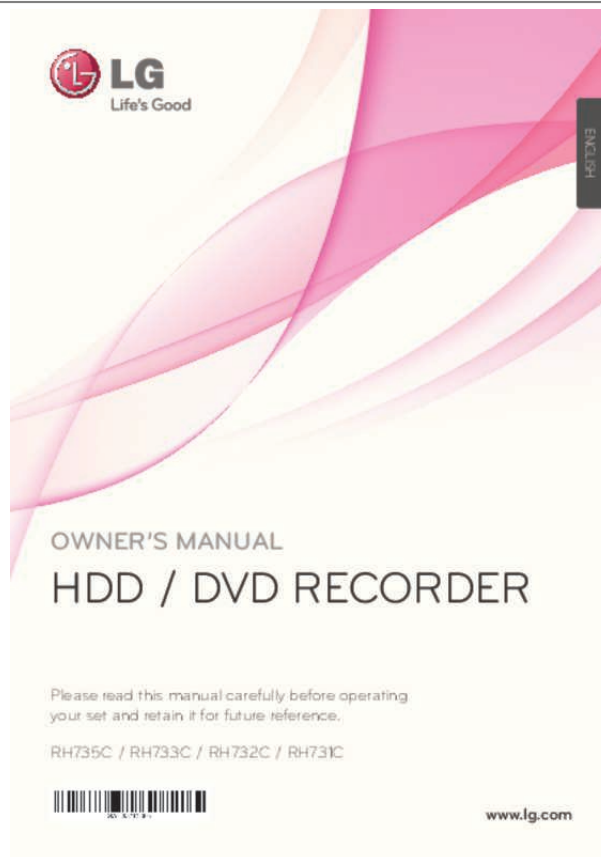 LG
Life's Good
ENGLISH
OWNER'S MANUAL
HDD / DVD RECORDER
Please read this manual carefully before operating
your set and retain it for future reference.
RH735C / RH733C / RH732C / RH731C
www.lg.com